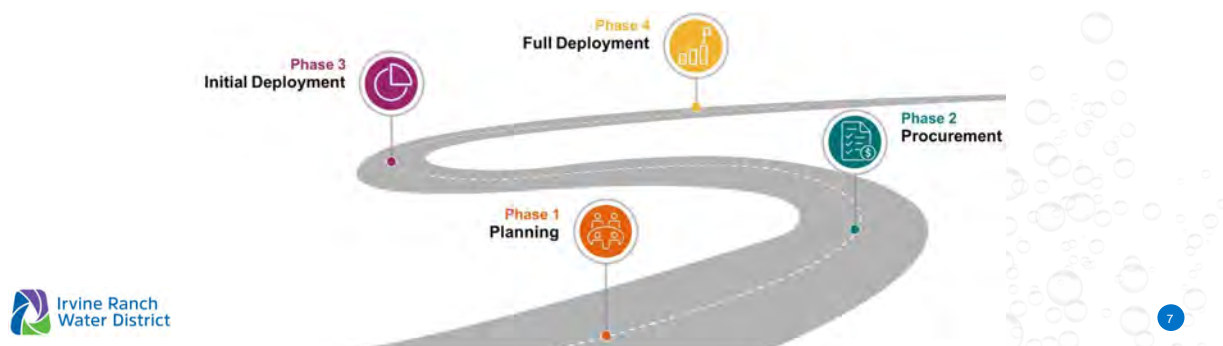 Phase 4
Full Deployment
Phase 3
Initial Deployment
Phase 2
Procurement
Phase 1
Planning
Irvine Ranch
Water District
7